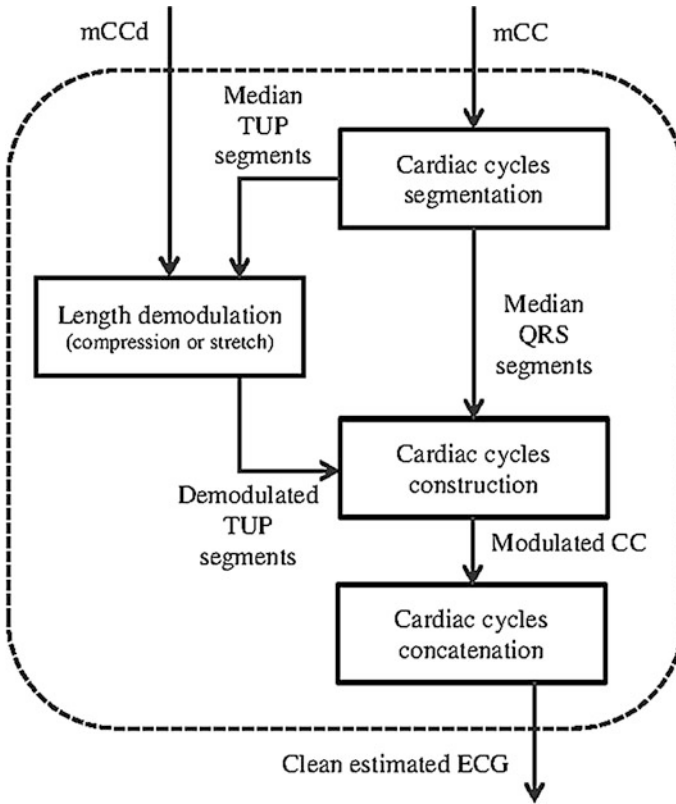 mCCd
mCC
Median
TUP
segments
Cardiac cycles
segmentation
Length demodulation
(compression or stretch)
Median
QRS
segments
Cardiac cycles
construction
Demodulated
TUP
segments
Modulated CC
Cardiac cycles
concatenation
Clean estimated ECG